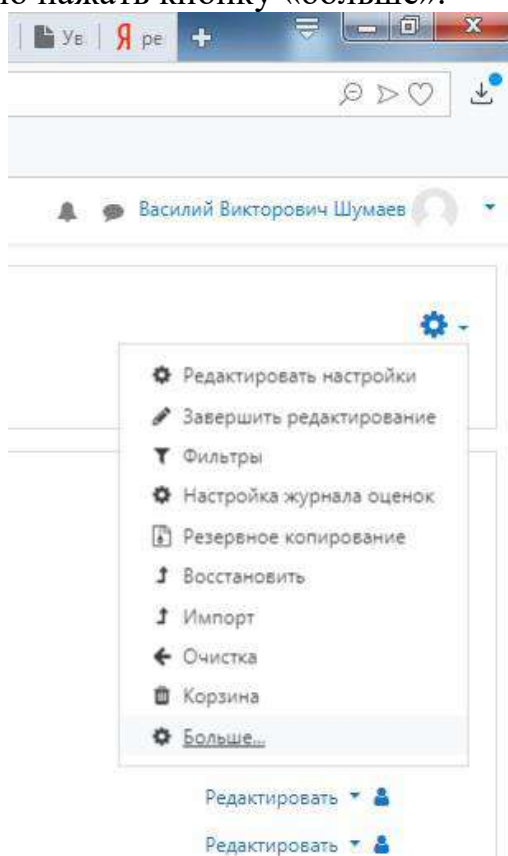 но нажать кнопку «больше».
Ув Я ре
Василий Викторович Шумаев
Редактировать настройки
Завершить редактирование
Фильтры
Настройка журнала оценок
Резервное копирование
Восстановить
Импорт
Очистка
Корзина
Больше...
Редактировать
Редактировать